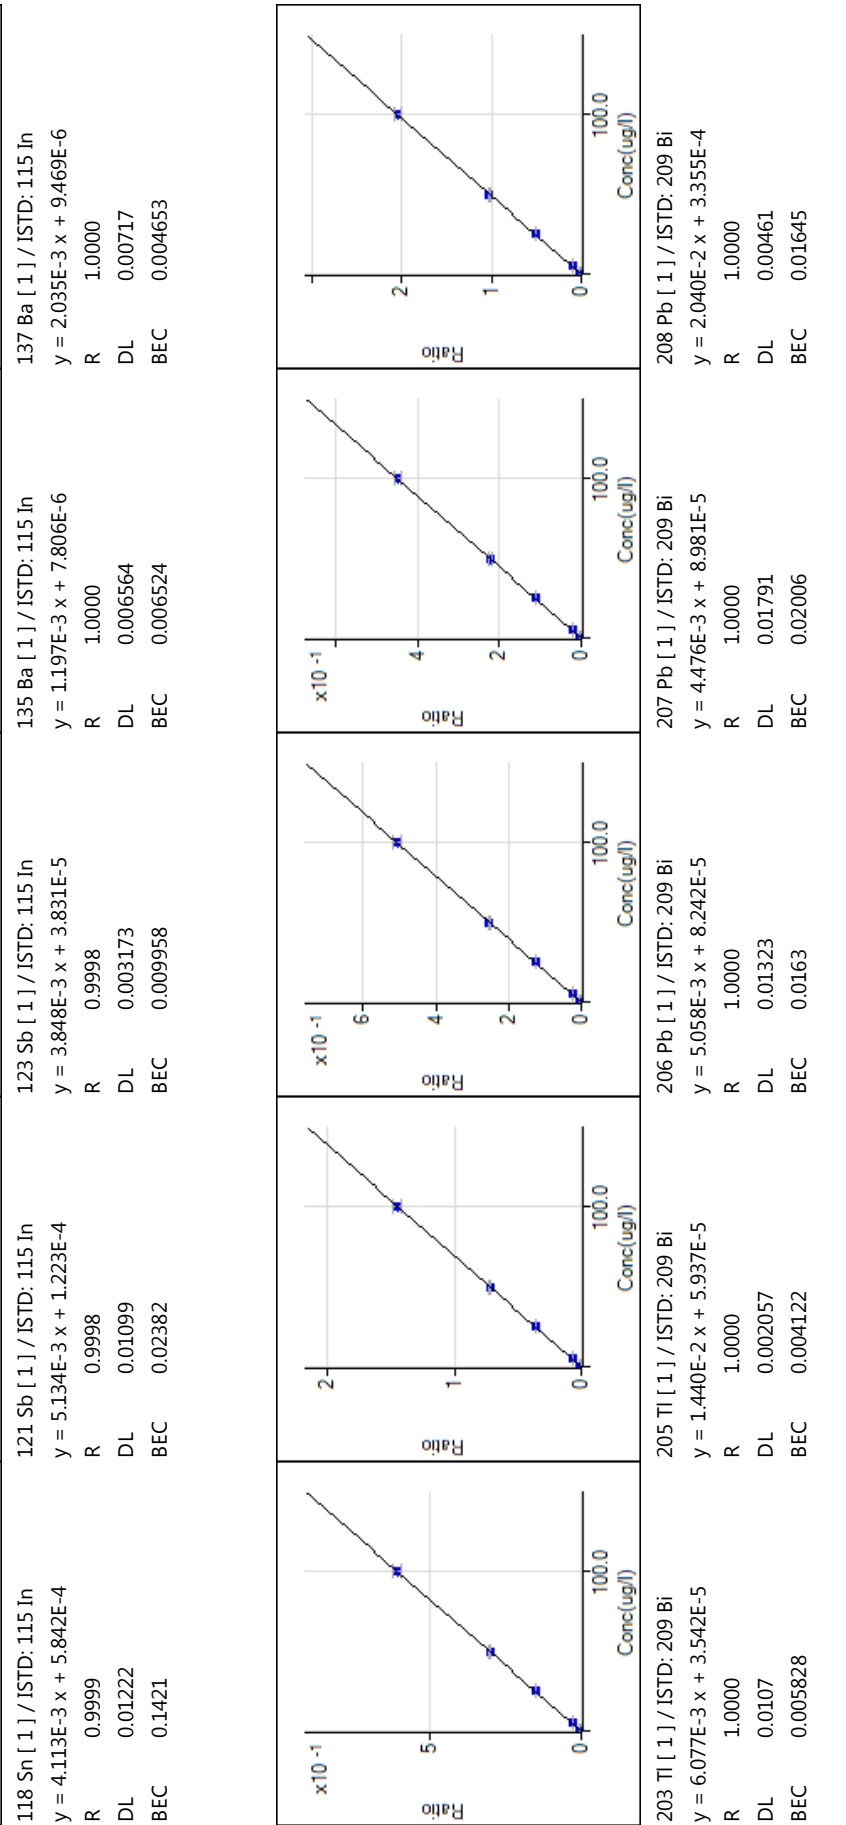 118 Sn [ 1 ] / ISTD: 115 In
y = 4.113E-3 x + 5.842E-4
R 0.9999
DL 0.01222
BEC 0.1421
121 Sb [ 1 ] / ISTD: 115 In
y = 5.134E-3 x + 1.223E-4
R 0.9998
DL 0.01099
BEC 0.02382
123 Sb [ 1 ] / ISTD: 115 In
y = 3.848E-3 x + 3.831E-5
R 0.9998
DL 0.003173
BEC 0.009958
135 Ba [ 1 ] / ISTD: 115 In
y = 1.197E-3 x + 7.806E-6
R 1.0000
DL 0.006564
BEC 0.006524
137 Ba [ 1 ] / ISTD: 115 In
y = 2.035E-3 x + 9.469E-6
R 1.0000
DL 0.00717
BEC 0.004653
x10 -1
Ratio
5
0
100.0
Conc(ug/l)
203 Tl [ 1 ] / ISTD: 209 Bi
y = 6.077E-3 x + 3.542E-5
R 1.0000
DL 0.0107
BEC 0.005828
Ratio
2
1
0
100.0
Conc(ug/l)
205 Tl [ 1 ] / ISTD: 209 Bi
y = 1.440E-2 x + 5.937E-5
R 1.0000
DL 0.002057
BEC 0.004122
x10 -1
Ratio
6
4
2
0
100.0
Conc(ug/l)
206 Pb [ 1 ] / ISTD: 209 Bi
y = 5.058E-3 x + 8.242E-5
R 1.0000
DL 0.01323
BEC 0.0163
x10 -1
Ratio
4
2
0
100.0
Conc(ug/l)
207 Pb [ 1 ] / ISTD: 209 Bi
y = 4.476E-3 x + 8.981E-5
R 1.0000
DL 0.01791
BEC 0.02006
Ratio
2
1
0
100.0
Conc(ug/l)
208 Pb [ 1 ] / ISTD: 209 Bi
y = 2.040E-2 x + 3.355E-4
R 1.0000
DL 0.00461
BEC 0.01645